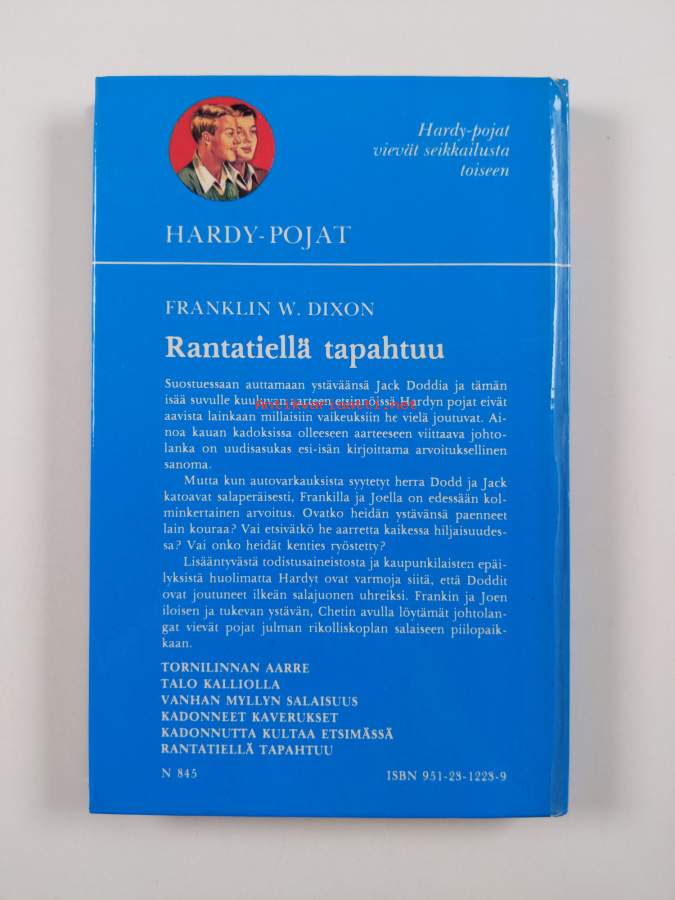 Hardy-pojat
vievät seikkailusta
toiseen
HARDY-POJAT
FRANKLIN W. DIXON
Rantatiellä tapahtuu
Suostuessaan auttamaan ystäväänsä Jack Doddia ja tämän
isää suvulle kuuluvan aarteen etsinnöissä Hardyn pojat eivät
antikvariaatti.net
aavista lainkaan millaisiin vaikeuksiin he vielä joutuvat. Ai-
noa kauan kadoksissa olleeseen aarteeseen viittaava johto-
lanka on uudisasukas esi-isän kirjoittama arvoituksellinen
sanoma.
Mutta kun autovarkauksista syytetyt herra Dodd ja Jack
katoavat salaperäisesti, Frankilla ja Joella on edessään kol-
minkertainen arvoitus. Ovatko heidän ystävänsä paenneet
lain kouraa? Vai etsivätkö he aarretta kaikessa hiljaisuudes-
sa? Vai onko heidät kenties ryöstetty?
Lisääntyvästä todistusaineistosta ja kaupunkilaisten epäi-
lyksistä huolimatta Hardyt ovat varmoja siitä, että Doddit
ovat joutuneet ilkeän salajuonen uhreiksi. Frankin ja Joen
iloisen ja tukevan ystävän, Chetin avulla löytämät johtolan-
gat vievät pojat julman rikolliskoplan salaiseen piilopaik-
kaan.
TORNILINNAN AARRE
TALO KALLIOLLA
VANHAN MYLLYN SALAISUUS
KADONNEET KAVERUKSET
KADONNUTTA KULTAA ETSIMÄSSÄ
RANTATIELLÄ TAPAHTUU
N 845
ISBN 951-23-1223-9